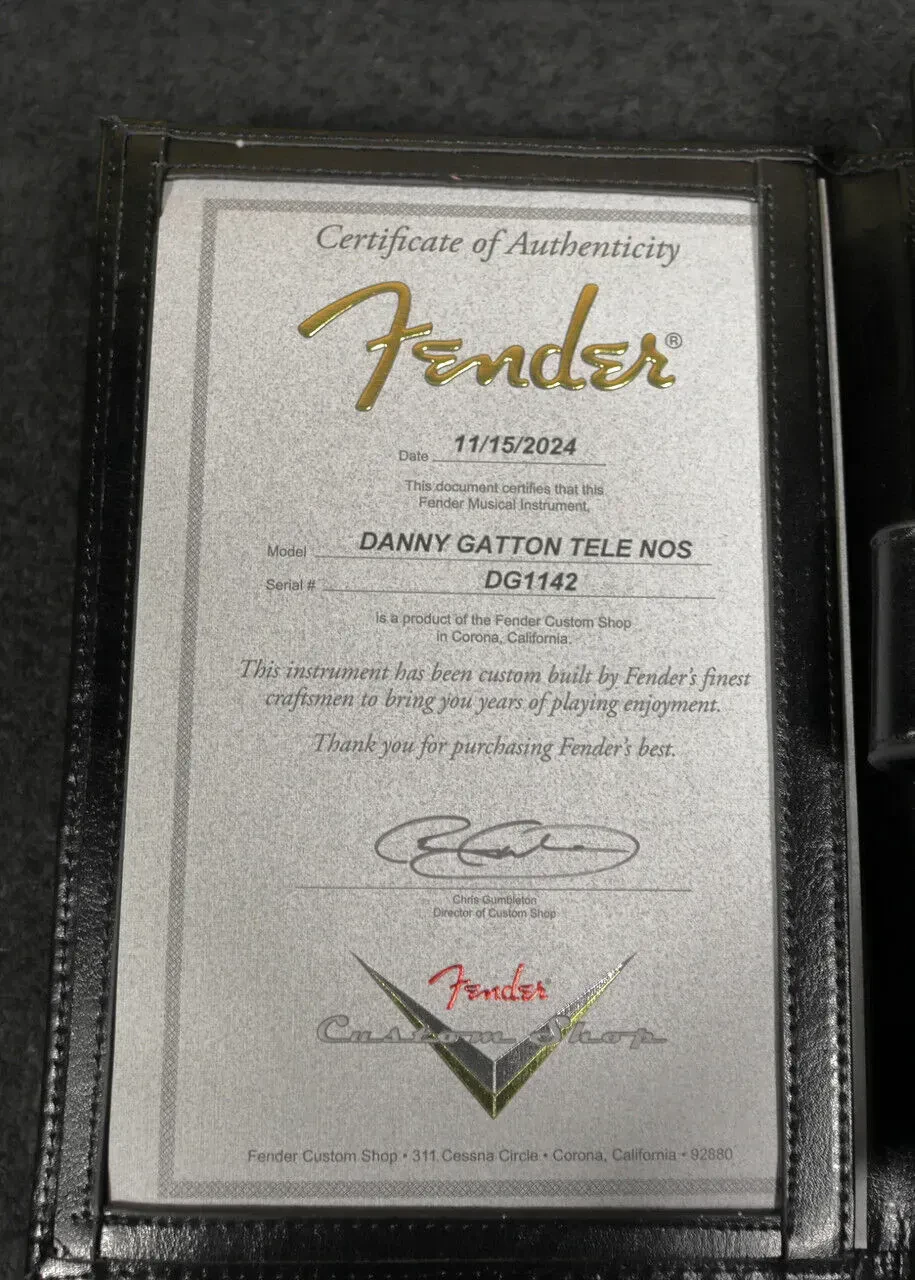 Certificate of Authenticity
Fender®
Date 11/15/2024
This document certifies that this
Fender Musical Instrument,
Model DANNY GATTON TELE NOS
Serial # DG1142
is a product of the Fender Custom Shop
in Corona, California.
This instrument has been custom built by Fender's finest
craftsmen to bring you years of playing enjoyment.
Thank you for purchasing Fender's best.
Chris Gumbleton
Director of Custom Shop
Fender
Custom Shop
Fender Custom Shop • 311 Cessna Circle • Corona, California • 92880